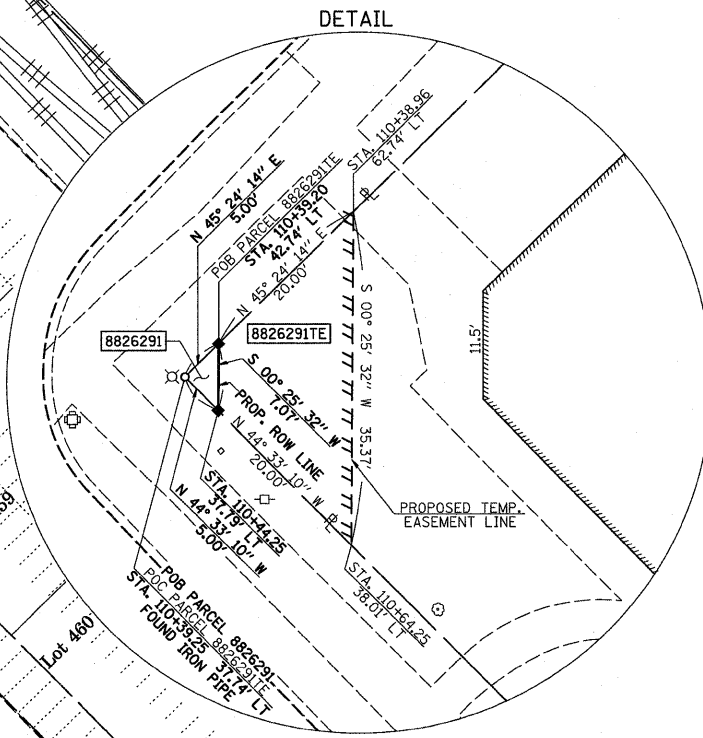 DETAIL
STA. 110+38.96
62.74' LT
N 45° 24' 14" E
5.00'
POB PARCEL 8826291TE
STA. 110+39.20
42.74' LT
N 45° 24' 14" E
20.00'
8826291
8826291TE
S 00° 25' 32" W
7.07'
PROP. ROW LINE
S 00° 25' 32" W 35.37'
11.5'
N 44° 33' 10" W
20.00'
STA. 110+44.25
37.79' LT
N 44° 33' 10" W
5.00'
PROPOSED TEMP.
EASEMENT LINE
STA. 110+64.25
38.01' LT
POB PARCEL 8826291
POC PARCEL 8826291TE
STA. 110+39.25 37.74' LT
FOUND IRON PIPE
Lot 460